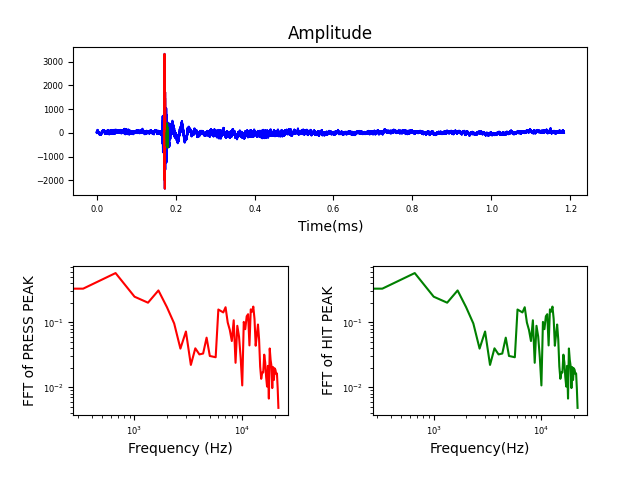 Amplitude
3000
2000
1000
0
−1000
−2000
0.0 0.2 0.4 0.6 0.8 1.0 1.2
Time(ms)
FFT of PRESS PEAK
10⁻¹
10⁻²
10³ 10⁴
Frequency (Hz)
FFT of HIT PEAK
10⁻¹
10⁻²
10³ 10⁴
Frequency(Hz)